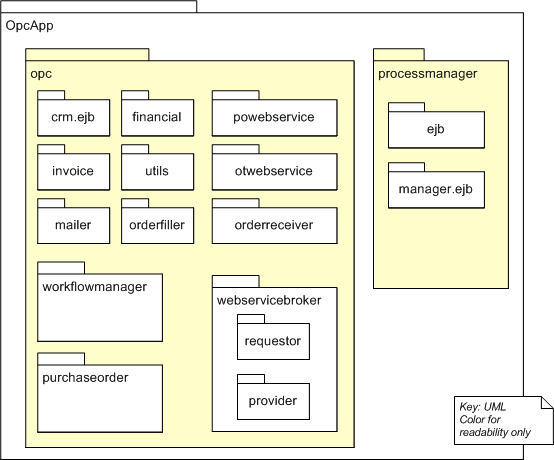 OpcApp
opc
crm.ejb
financial
powebservice
invoice
utils
otwebservice
mailer
orderfiller
orderreceiver
workflowmanager
purchaseorder
webservicebroker
requestor
provider
processmanager
ejb
manager.ejb
Key: UML
Color for
readability only